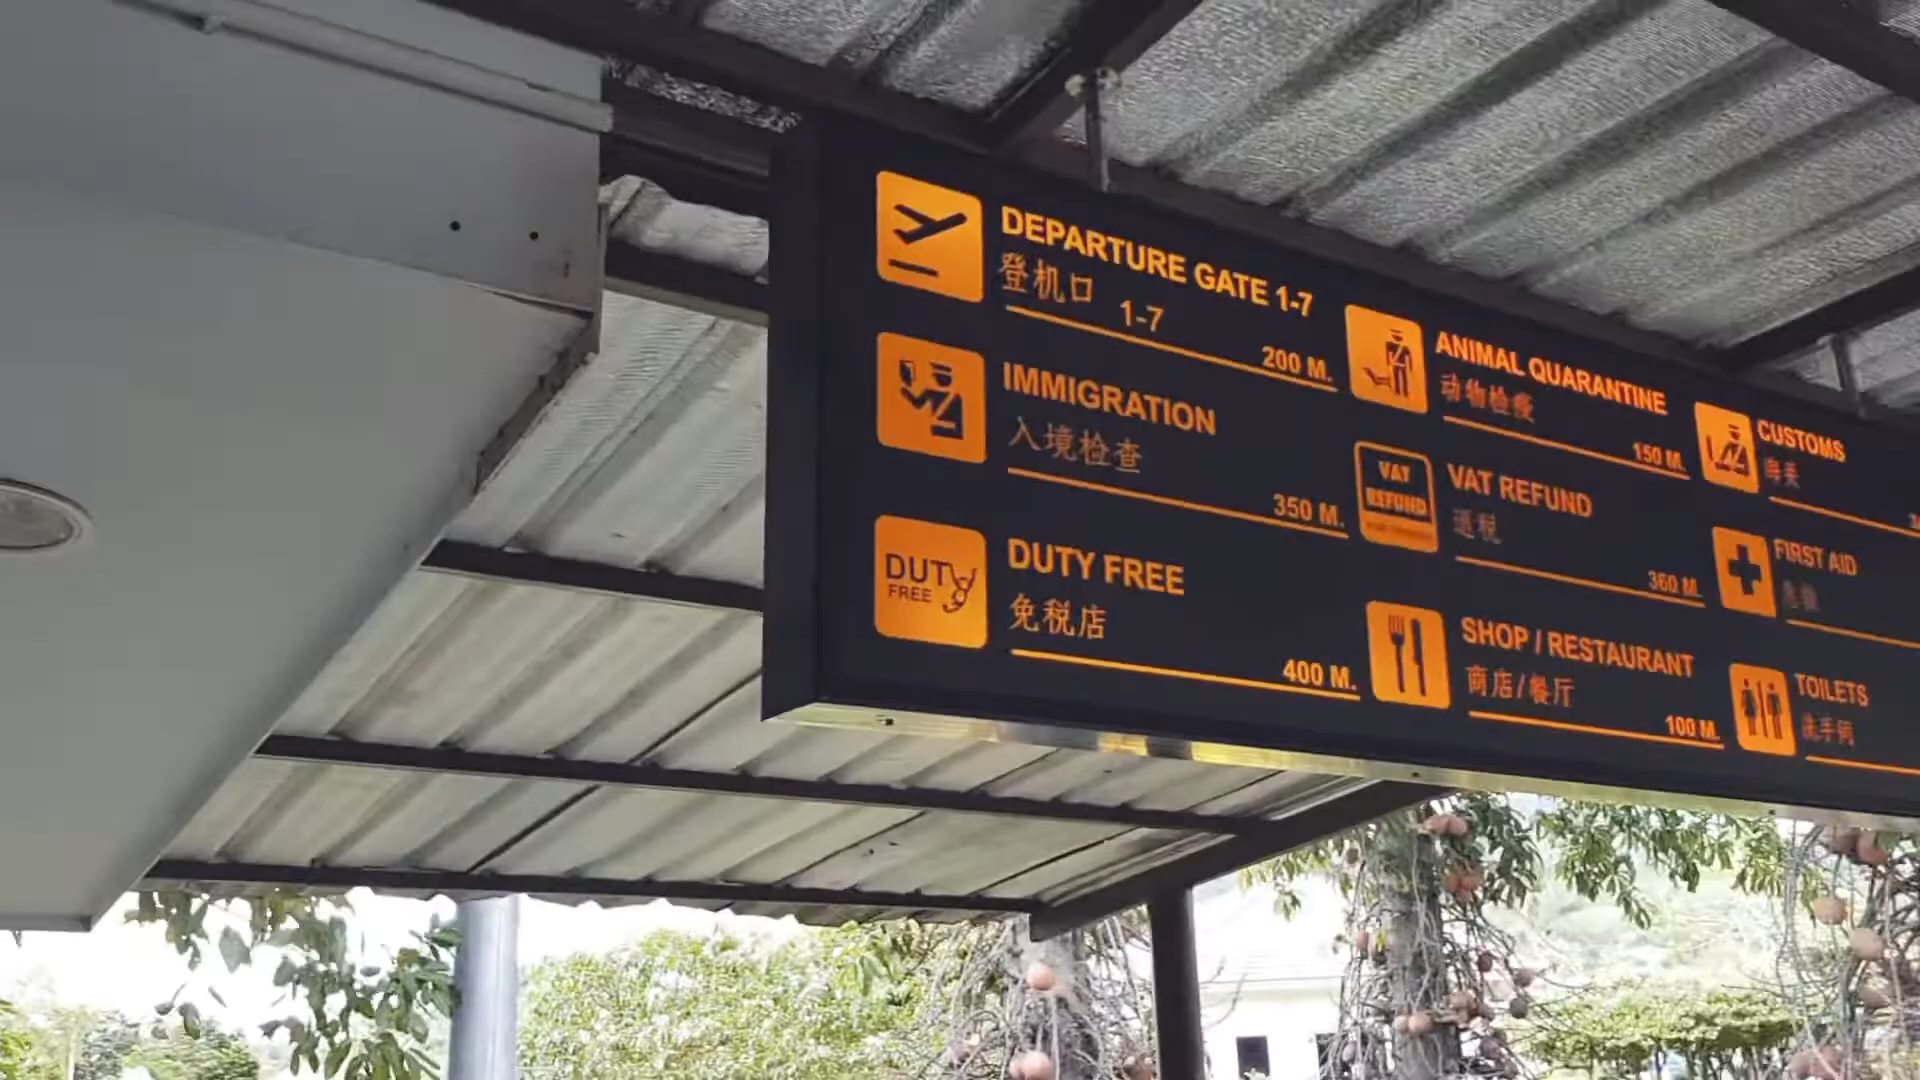 DEPARTURE GATE 1-7
登机口 1-7
200 M.
IMMIGRATION
入境检查
350 M.
DUTY FREE
DUTY FREE
免税店
400 M.
ANIMAL QUARANTINE
动物检疫
150 M.
VAT
REFUND
VAT REFUND
退税
360 M.
SHOP / RESTAURANT
商店/餐厅
100 M.
CUSTOMS
海关
FIRST AID
TOILETS
洗手间